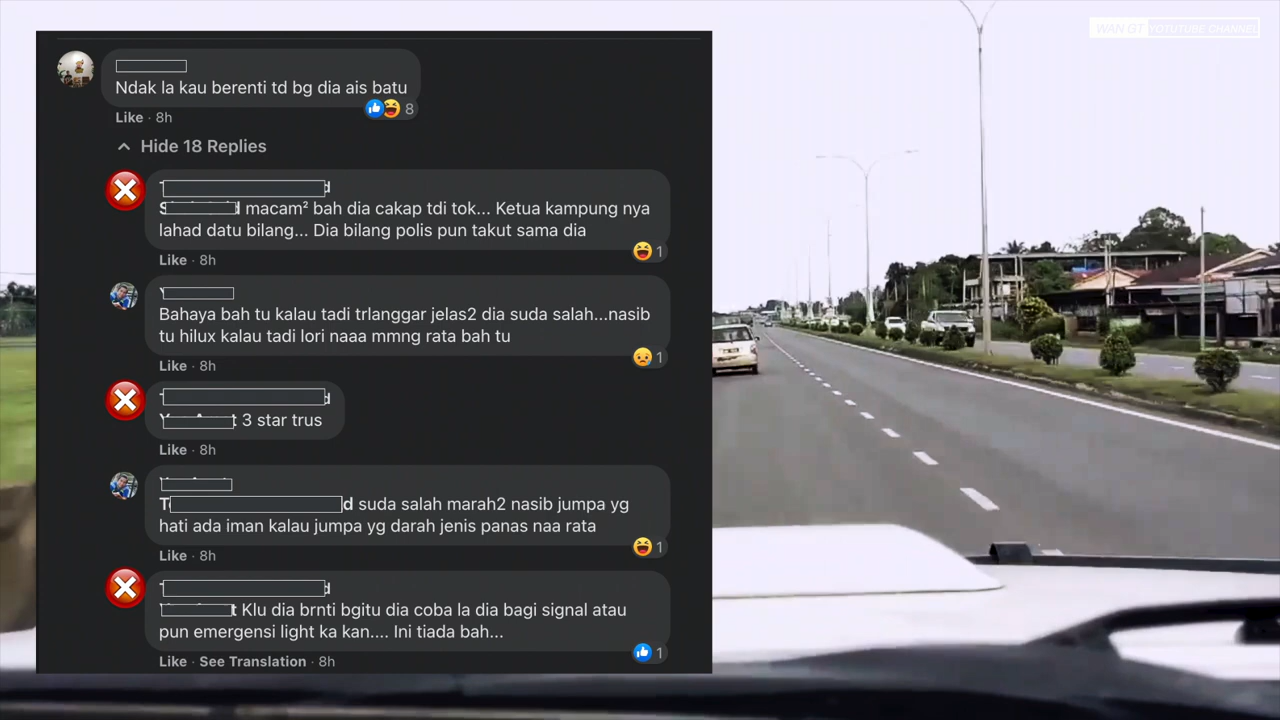 WAN GT YOTUTUBE CHANNEL
Ndak la kau berenti td bg dia ais batu
8
Like · 8h
Hide 18 Replies
d
S d macam² bah dia cakap tdi tok... Ketua kampung nya
lahad datu bilang... Dia bilang polis pun takut sama dia
1
Like · 8h
Bahaya bah tu kalau tadi trlanggar jelas2 dia suda salah...nasib
tu hilux kalau tadi lori naaa mmng rata bah tu
1
Like · 8h
d
t 3 star trus
Like · 8h
d suda salah marah2 nasib jumpa yg
hati ada iman kalau jumpa yg darah jenis panas naa rata
1
Like · 8h
d
t Klu dia brnti bgitu dia coba la dia bagi signal atau
pun emergensi light ka kan.... Ini tiada bah...
1
Like · See Translation · 8h